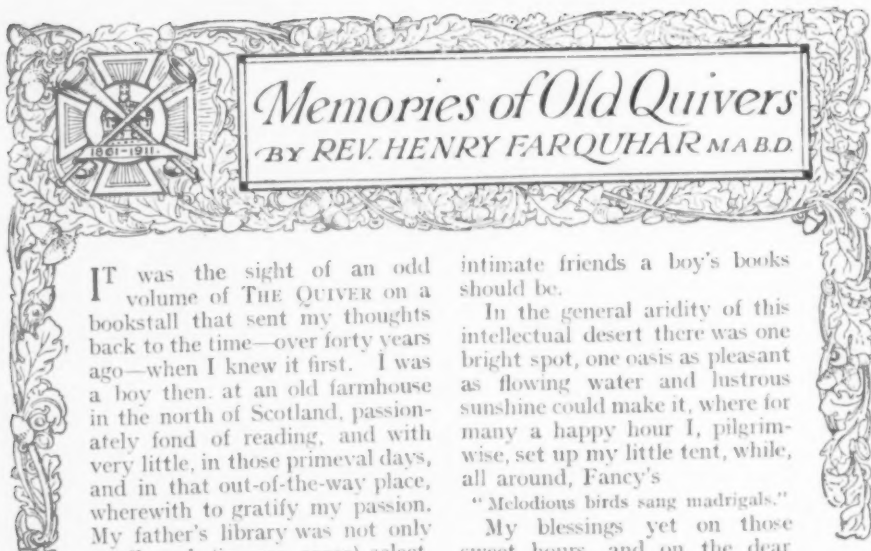 Memories of Old Quivers
BY REV. HENRY FARQUHAR M A B.D.
1861-1911.
IT was the sight of an odd
volume of THE QUIVER on a
bookstall that sent my thoughts
back to the time—over forty years
ago—when I knew it first. I was
a boy then. at an old farmhouse
in the north of Scotland, passion-
ately fond of reading, and with
very little, in those primeval days,
and in that out-of-the-way place,
wherewith to gratify my passion.
My father's library was not only
select
intimate friends a boy's books
should be.
In the general aridity of this
intellectual desert there was one
bright spot, one oasis as pleasant
as flowing water and lustrous
sunshine could make it, where for
many a happy hour I, pilgrim-
wise, set up my little tent, while,
all around, Fancy's
“ Melodious birds sang madrigals.”
My blessings yet on those
sweet hours, and on the dear